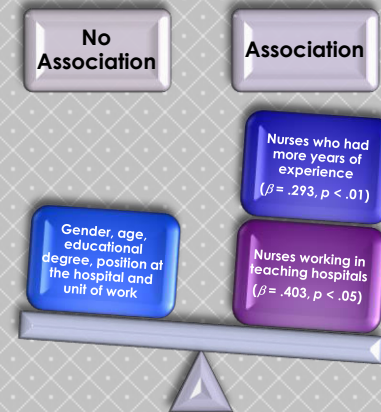 No
Association
Association
Nurses who had
more years of
experience
(β = .293, p < .01)
Gender, age,
educational
degree, position at
the hospital and
unit of work
Nurses working in
teaching hospitals
(β = .403, p < .05)